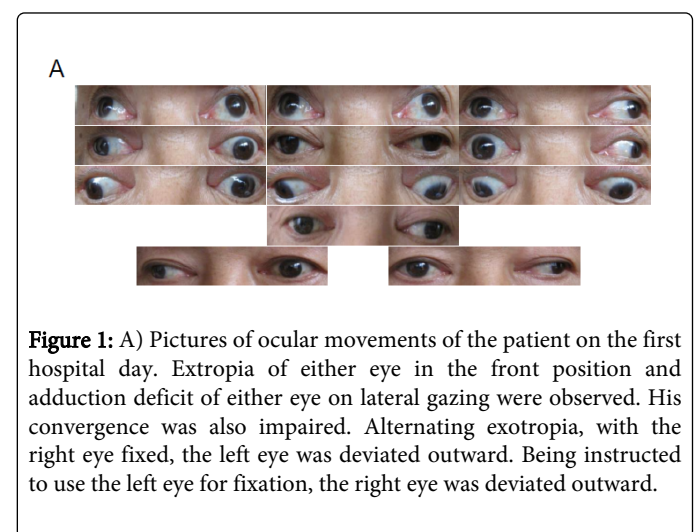 A
Figure 1: A) Pictures of ocular movements of the patient on the first
hospital day. Extropia of either eye in the front position and
adduction deficit of either eye on lateral gazing were observed. His
convergence was also impaired. Alternating exotropia, with the
right eye fixed, the left eye was deviated outward. Being instructed
to use the left eye for fixation, the right eye was deviated outward.